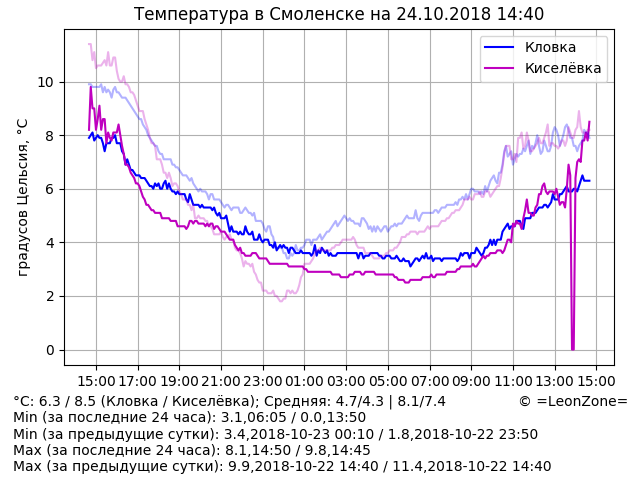 Температура в Смоленске на 24.10.2018 14:40
Кловка
Киселёвка
градусов Цельсия, °C
10
8
6
4
2
0
15:00 17:00 19:00 21:00 23:00 01:00 03:00 05:00 07:00 09:00 11:00 13:00 15:00
°C: 6.3 / 8.5 (Кловка / Киселёвка); Средняя: 4.7/4.3 | 8.1/7.4 © =LeonZone=
Min (за последние 24 часа): 3.1,06:05 / 0.0,13:50
Min (за предыдущие сутки): 3.4,2018-10-23 00:10 / 1.8,2018-10-22 23:50
Max (за последние 24 часа): 8.1,14:50 / 9.8,14:45
Max (за предыдущие сутки): 9.9,2018-10-22 14:40 / 11.4,2018-10-22 14:40